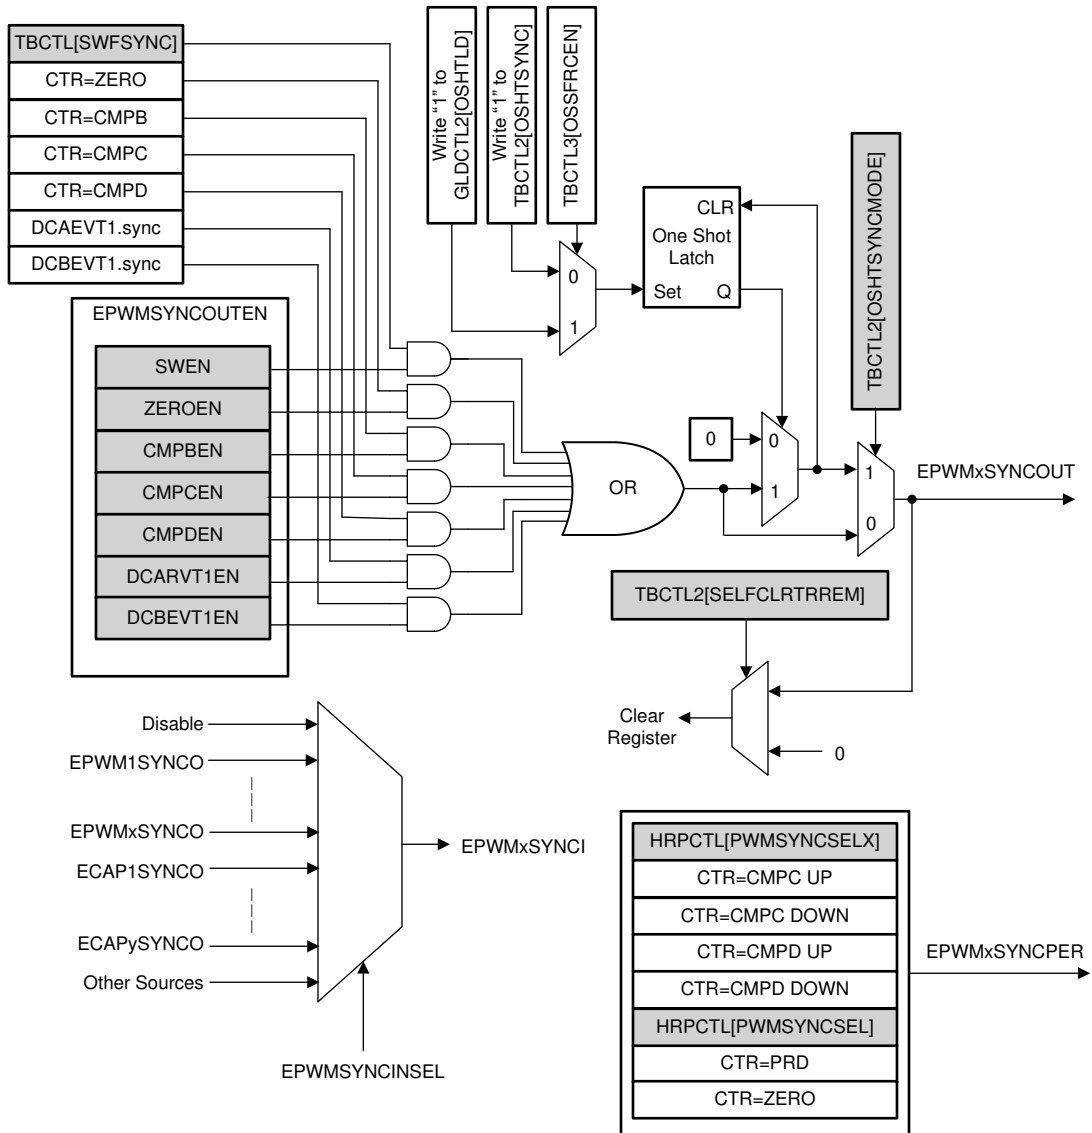 TBCTL[SWFSYNC]
CTR=ZERO
CTR=CMPB
CTR=CMPC
CTR=CMPD
DCAEVT1.sync
DCBEVT1.sync
EPWMSYNCOUTEN
SWEN
ZEROEN
CMPBEN
CMPCEN
CMPDEN
DCARVT1EN
DCBEVT1EN
Write "1" to
GLDCTL2[OSHTLD]
Write "1" to
TBCTL2[OSHTSYNC]
TBCTL3[OSSFRCEN]
0
1
CLR
One Shot
Latch
Set Q
TBCTL2[OSHTSYNCMODE]
OR
0
0
1
1
0
EPWMxSYNCOUT
TBCTL2[SELFCLRTRREM]
Clear
Register
0
Disable
EPWM1SYNCO
EPWMxSYNCO
ECAP1SYNCO
ECAPySYNCO
Other Sources
EPWMxSYNCI
EPWMSYNCINSEL
HRPCTL[PWMSYNCSELX]
CTR=CMPC UP
CTR=CMPC DOWN
CTR=CMPD UP
CTR=CMPD DOWN
HRPCTL[PWMSYNCSEL]
CTR=PRD
CTR=ZERO
EPWMxSYNCPER